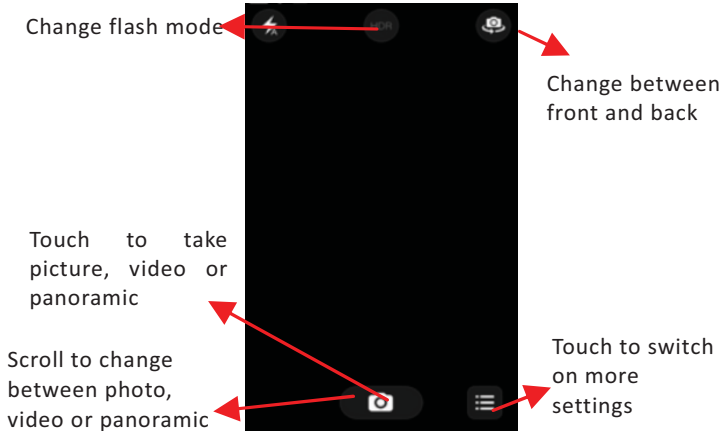 Change flash mode
HDR
Change between
front and back
Touch to take
picture, video or
panoramic
Scroll to change
between photo,
video or panoramic
Touch to switch
on more
settings